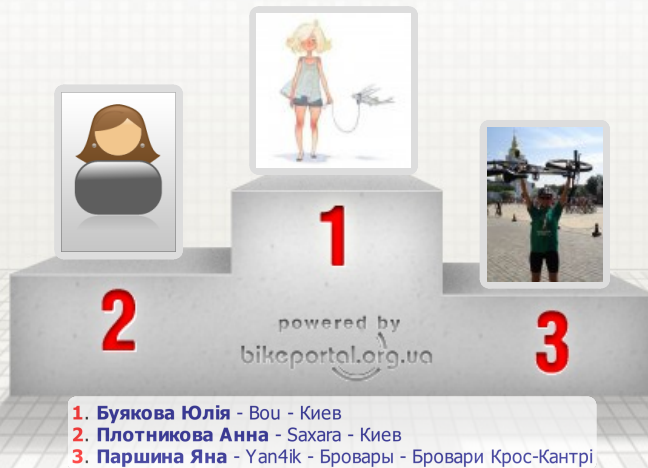 1
2
3
powered by
bikeportal.org.ua
1. Буякова Юлія - Bou - Киев
2. Плотникова Анна - Saxara - Киев
3. Паршина Яна - Yan4ik - Бровары - Бровари Крос-Кантрі